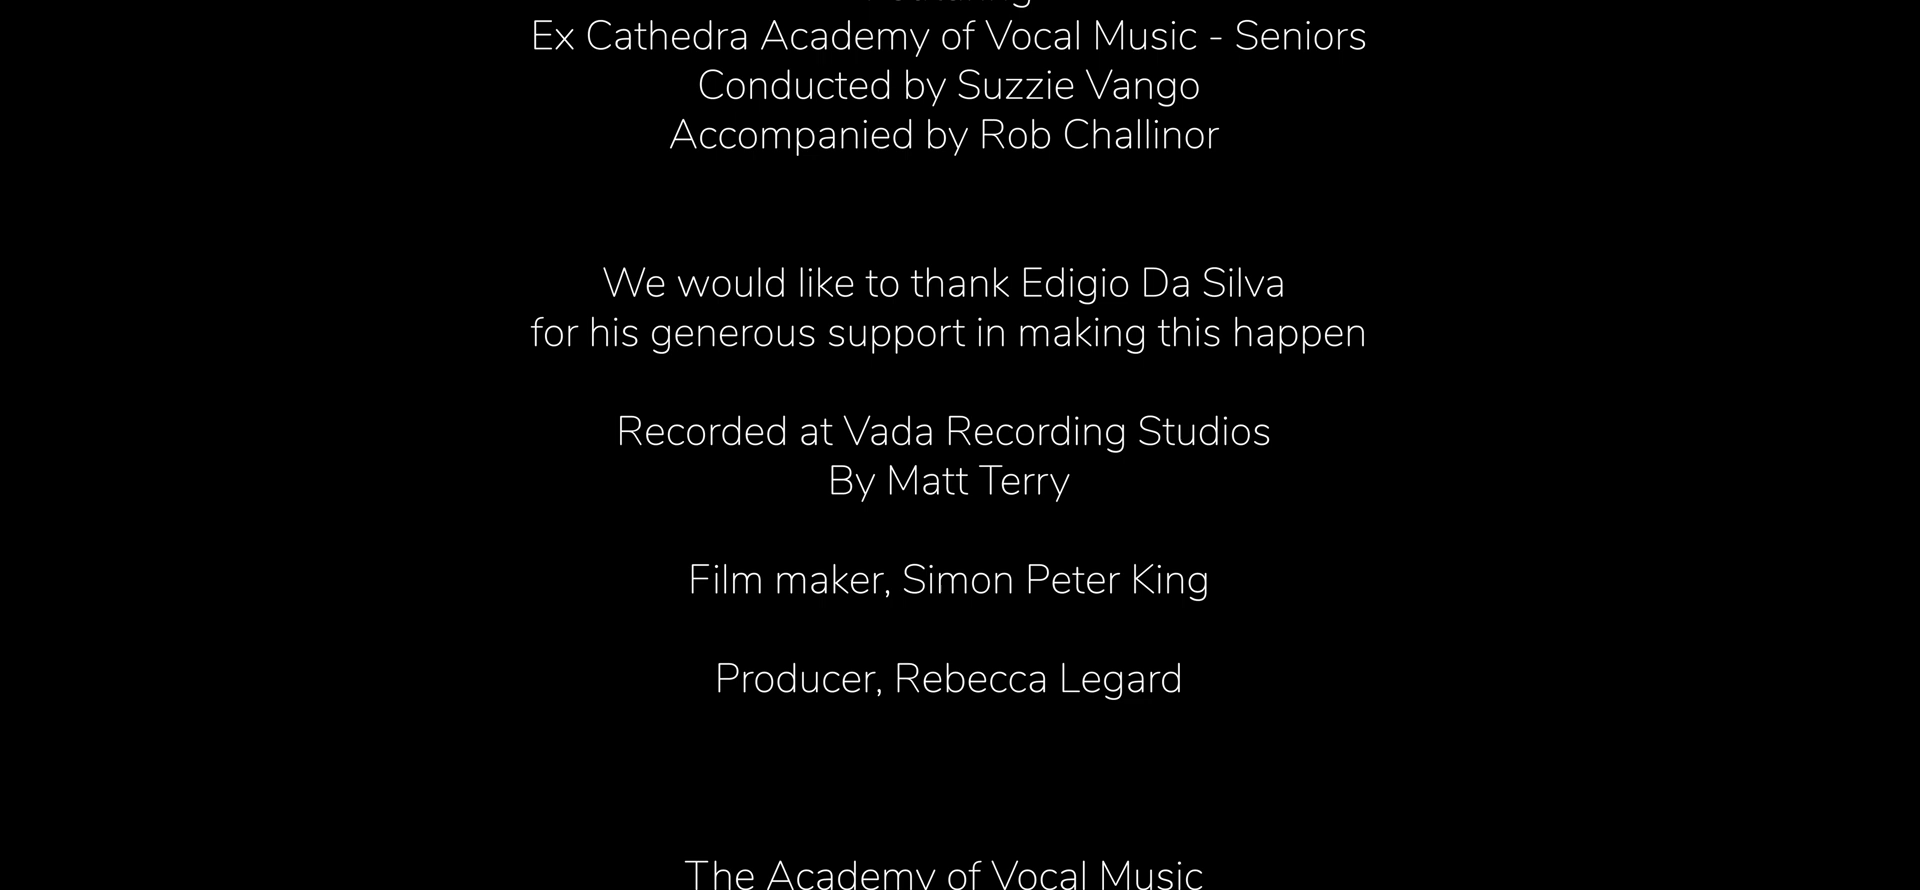 Ex Cathedra Academy of Vocal Music - Seniors
Conducted by Suzzie Vango
Accompanied by Rob Challinor
We would like to thank Edigio Da Silva
for his generous support in making this happen
Recorded at Vada Recording Studios
By Matt Terry
Film maker, Simon Peter King
Producer, Rebecca Legard
The Academy of Vocal Music